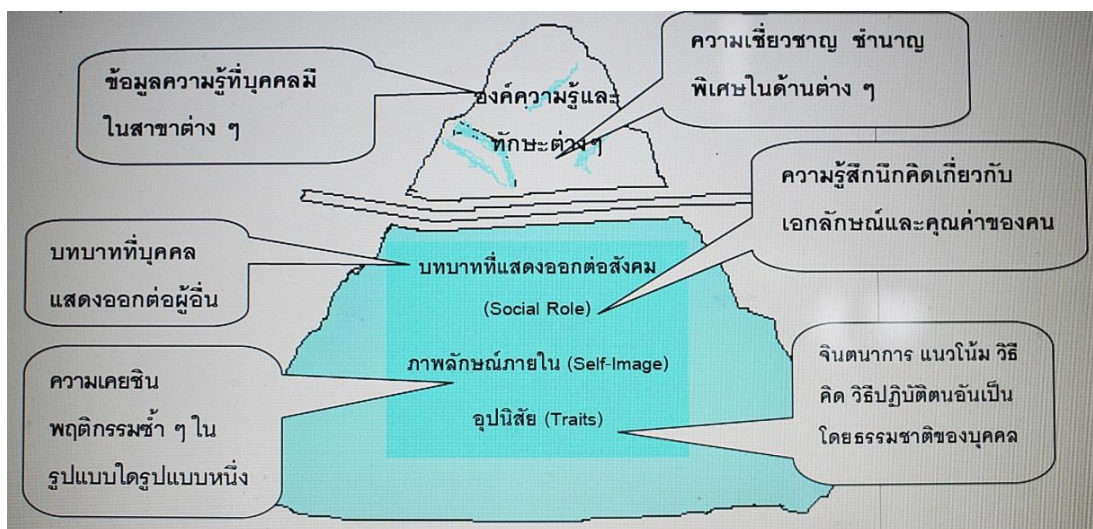 ข้อมูลความรู้ที่บุคคลมี
ในสาขาต่าง ๆ
องค์ความรู้และ
ทักษะต่างๆ
ความเชี่ยวชาญ ชำนาญ
พิเศษในด้านต่าง ๆ
ความรู้สึกนึกคิดเกี่ยวกับ
เอกลักษณ์และคุณค่าของคน
บทบาทที่บุคคล
แสดงออกต่อผู้อื่น
บทบาทที่แสดงออกต่อสังคม
(Social Role)
ภาพลักษณ์ภายใน (Self-Image)
อุปนิสัย (Traits)
ความเคยชิน
พฤติกรรมซ้ำ ๆ ใน
รูปแบบใดรูปแบบหนึ่ง
จินตนาการ แนวโน้ม วิธี
คิด วิธีปฏิบัติตนอันเป็น
โดยธรรมชาติของบุคคล